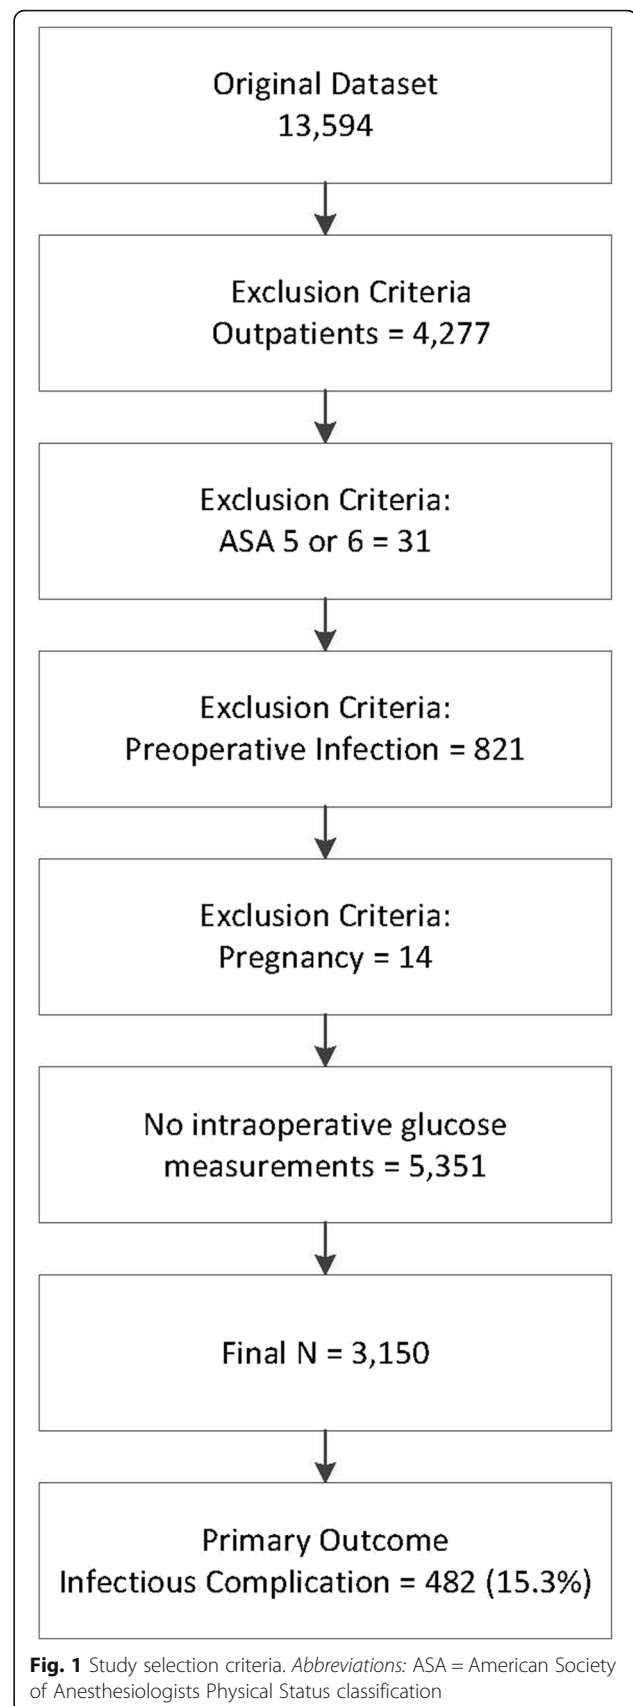 Original Dataset
13,594
Exclusion Criteria
Outpatients = 4,277
Exclusion Criteria:
ASA 5 or 6 = 31
Exclusion Criteria:
Preoperative Infection = 821
Exclusion Criteria:
Pregnancy = 14
No intraoperative glucose
measurements = 5,351
Final N = 3,150
Primary Outcome
Infectious Complication = 482 (15.3%)
Fig. 1 Study selection criteria. Abbreviations: ASA = American Society
of Anesthesiologists Physical Status classification